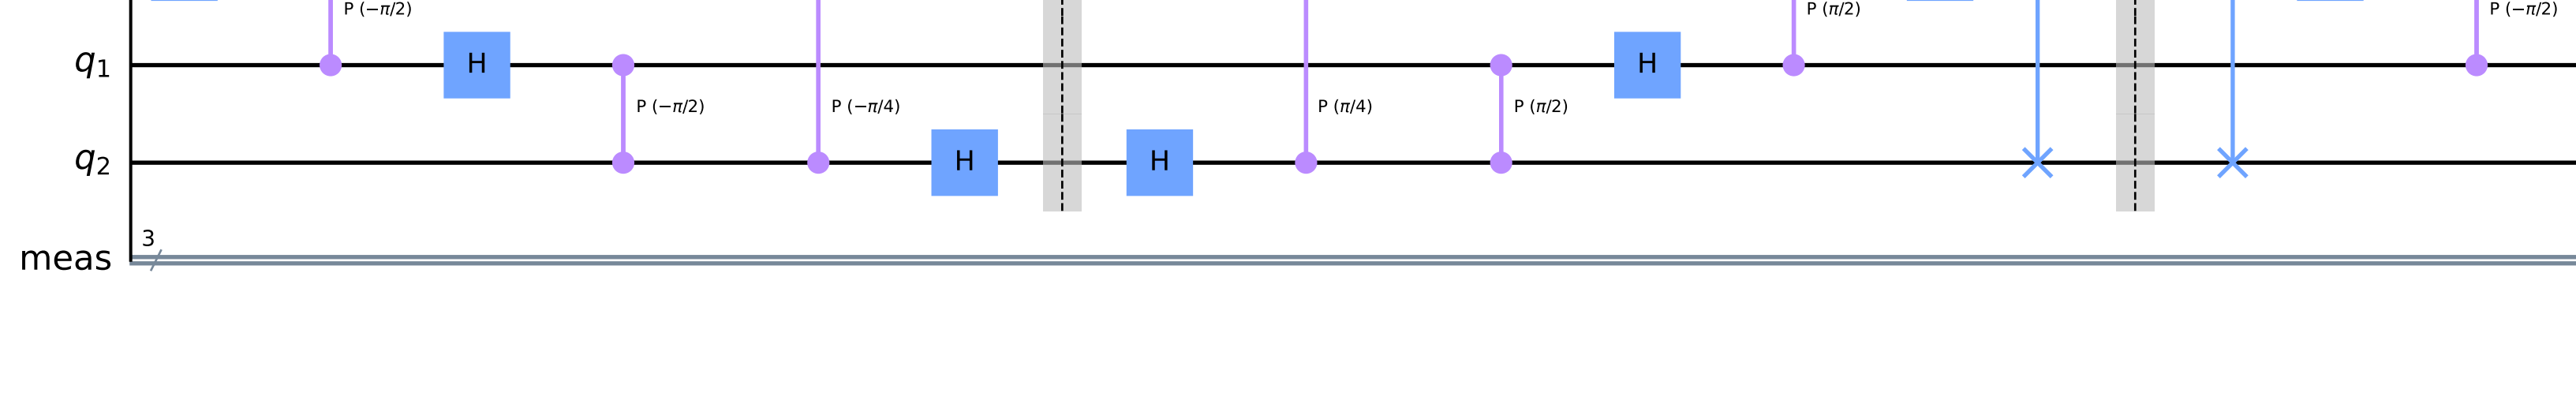 P (−π/2) P (π/2) P (−π/2)
q1 H H
P (−π/2) P (−π/4) P (π/4) P (π/2)
q2 H H
3
meas